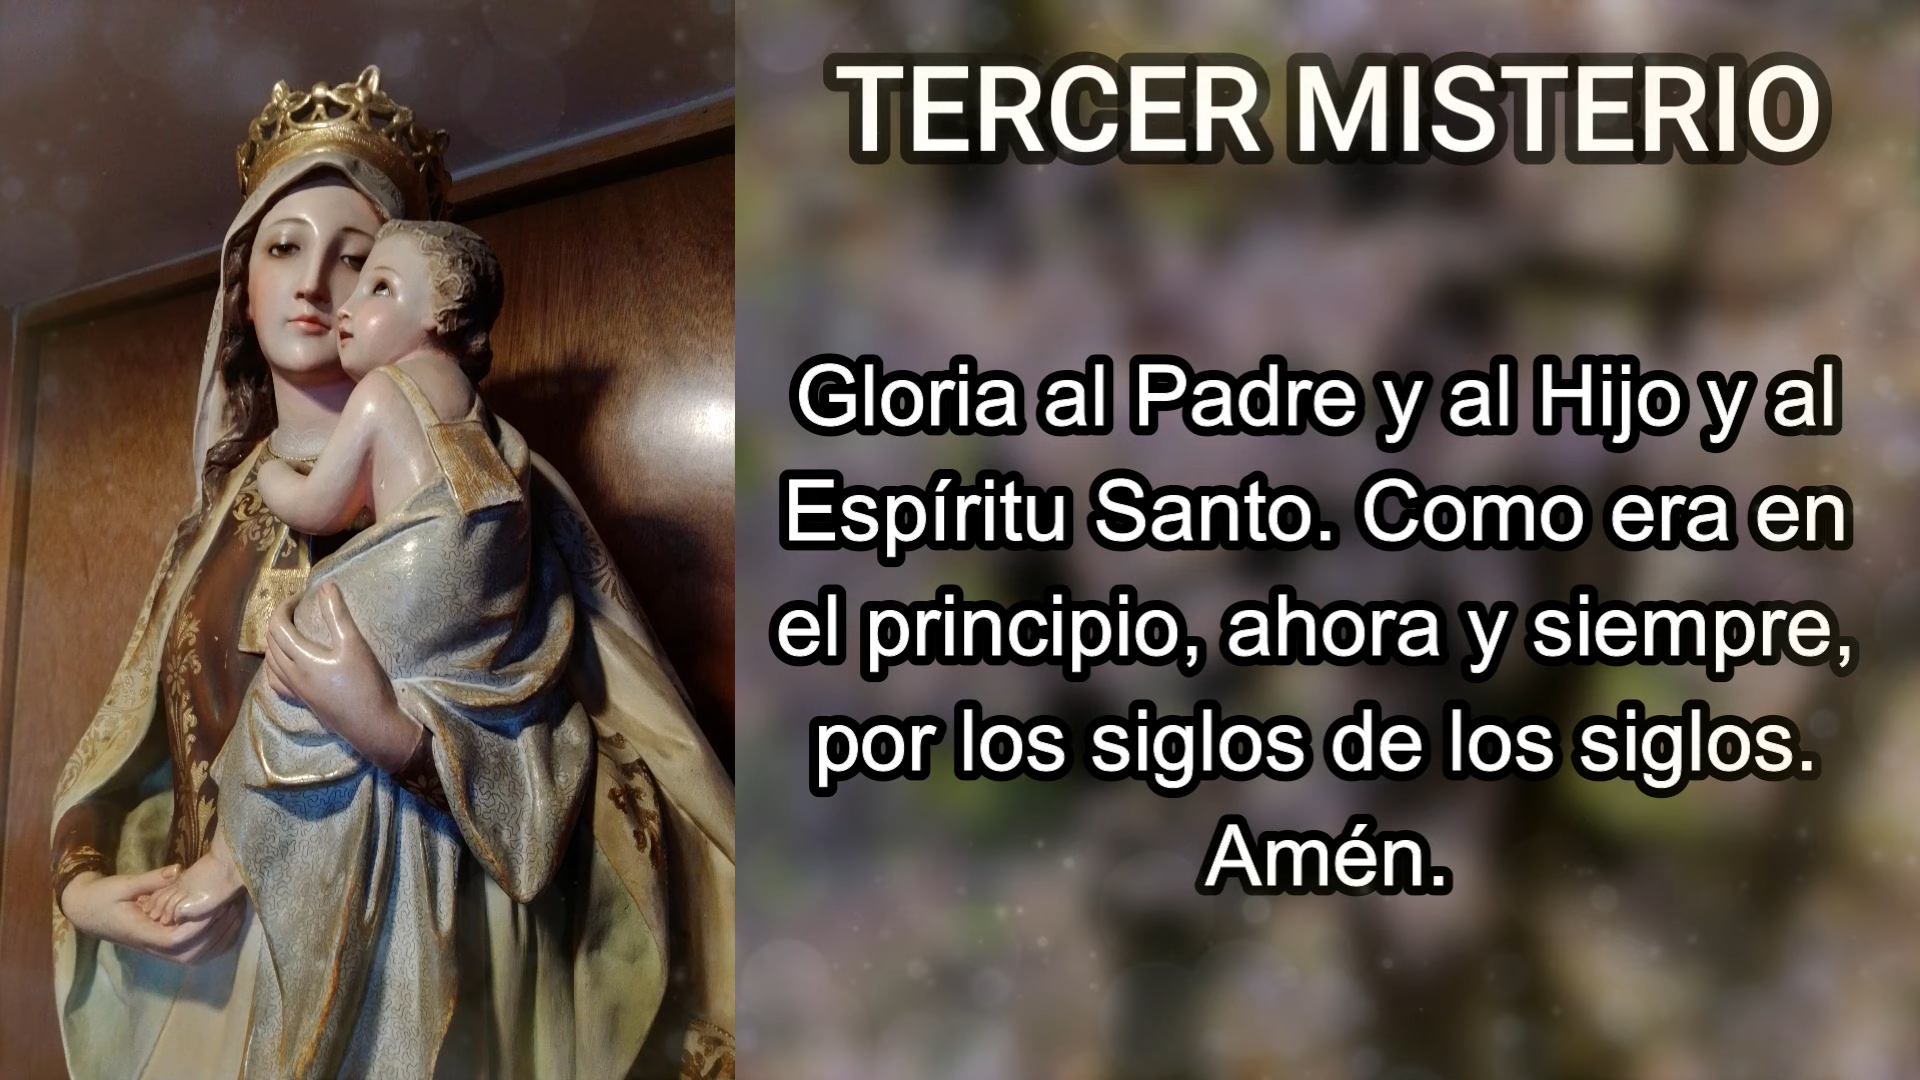 TERCER MISTERIO
Gloria al Padre y al Hijo y al
Espíritu Santo. Como era en
el principio, ahora y siempre,
por los siglos de los siglos.
Amén.